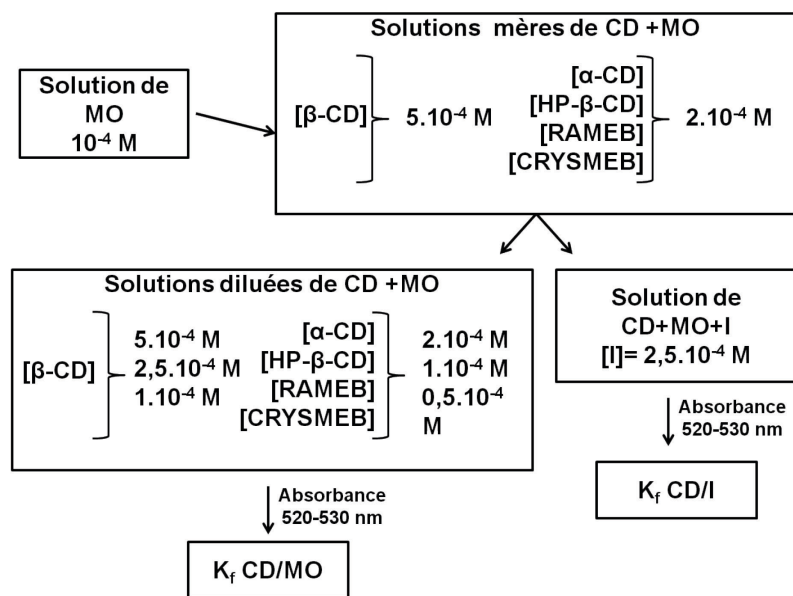 Solution de
MO
10⁻⁴ M
Solutions mères de CD +MO
[β-CD]
5.10⁻⁴ M
[α-CD]
[HP-β-CD]
[RAMEB]
[CRYSMEB]
2.10⁻⁴ M
Solutions diluées de CD +MO
[β-CD]
5.10⁻⁴ M
2,5.10⁻⁴ M
1.10⁻⁴ M
[α-CD]
[HP-β-CD]
[RAMEB]
[CRYSMEB]
2.10⁻⁴ M
1.10⁻⁴ M
0,5.10⁻⁴
M
Solution de
CD+MO+I
[I]= 2,5.10⁻⁴ M
Absorbance
520-530 nm
K_f CD/MO
Absorbance
520-530 nm
K_f CD/I